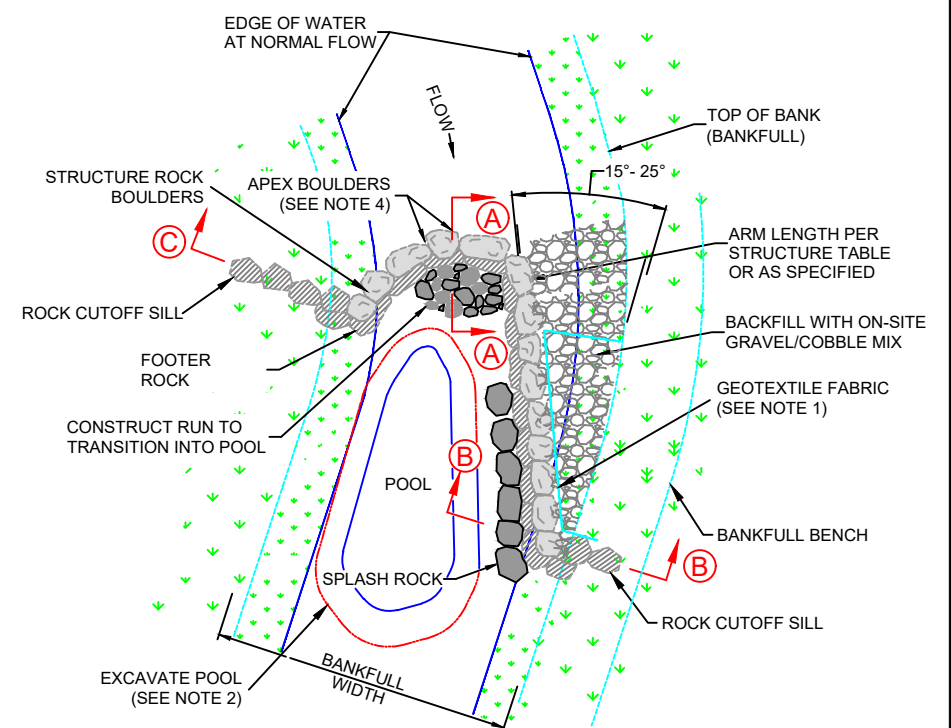 EDGE OF WATER
AT NORMAL FLOW
FLOW
TOP OF BANK
(BANKFULL)
15°- 25°
STRUCTURE ROCK
BOULDERS
APEX BOULDERS
(SEE NOTE 4)
A
C
ARM LENGTH PER
STRUCTURE TABLE
OR AS SPECIFIED
ROCK CUTOFF SILL
BACKFILL WITH ON-SITE
GRAVEL/COBBLE MIX
A
FOOTER
ROCK
GEOTEXTILE FABRIC
(SEE NOTE 1)
CONSTRUCT RUN TO
TRANSITION INTO POOL
B
POOL
BANKFULL BENCH
B
SPLASH ROCK
ROCK CUTOFF SILL
EXCAVATE POOL
(SEE NOTE 2)
BANKFULL
WIDTH